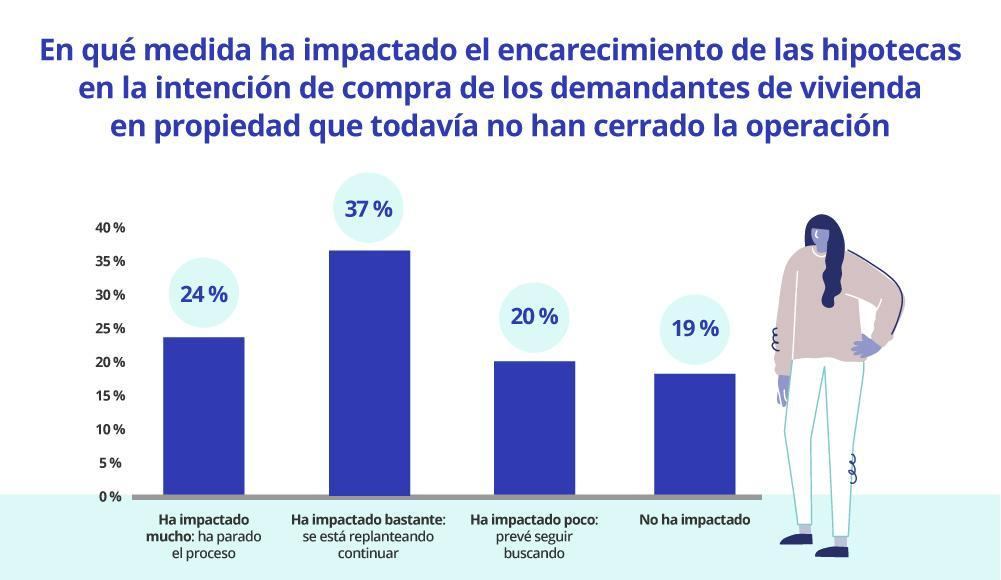 En qué medida ha impactado el encarecimiento de las hipotecas
en la intención de compra de los demandantes de vivienda
en propiedad que todavía no han cerrado la operación
40 %
35 %
30 %
25 %
20 %
15 %
10 %
5 %
0 %
24 %
37 %
20 %
19 %
Ha impactado
mucho: ha parado
el proceso
Ha impactado bastante:
se está replanteando
continuar
Ha impactado poco:
prevé seguir
buscando
No ha impactado